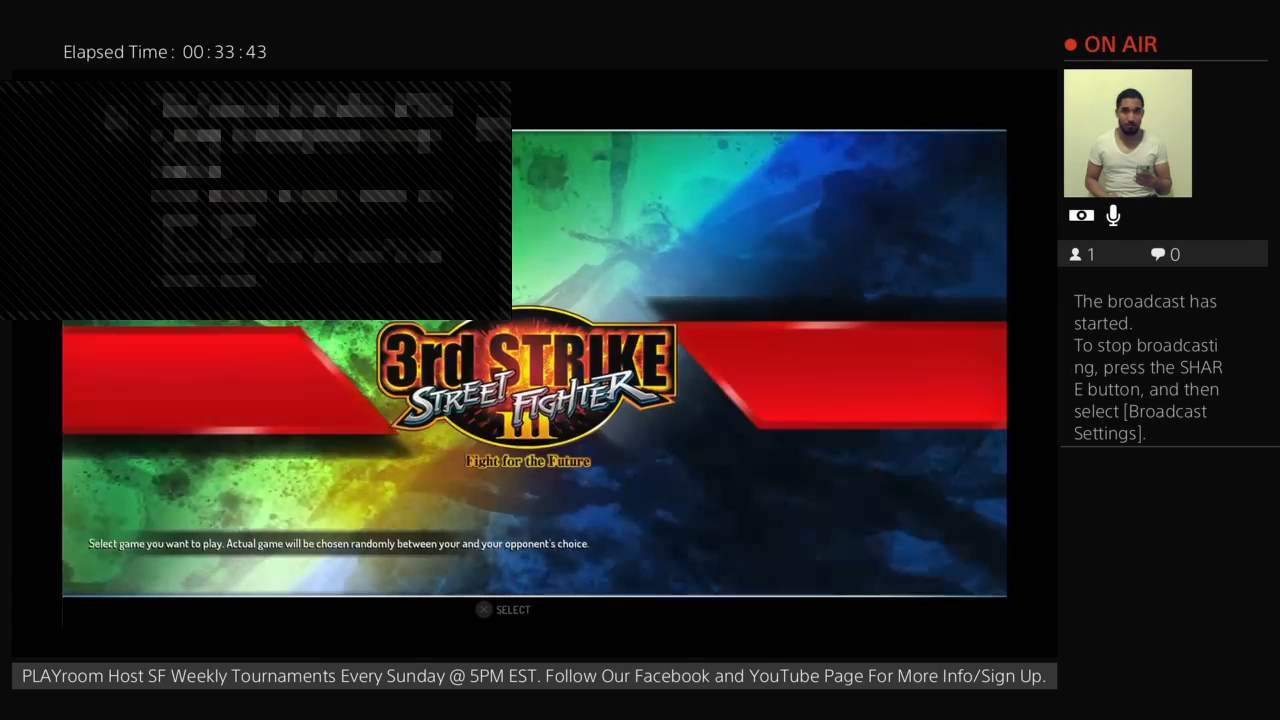 Elapsed Time: 00:33:43
ON AIR
1
0
The broadcast has
started.
To stop broadcasti
ng, press the SHAR
E button, and then
select [Broadcast
Settings].
3rd STRIKE
STREET FIGHTER
III
Fight for the Future
Select game you want to play. Actual game will be chosen randomly between your and your opponent's choice.
SELECT
PLAYroom Host SF Weekly Tournaments Every Sunday @ 5PM EST. Follow Our Facebook and YouTube Page For More Info/Sign Up.